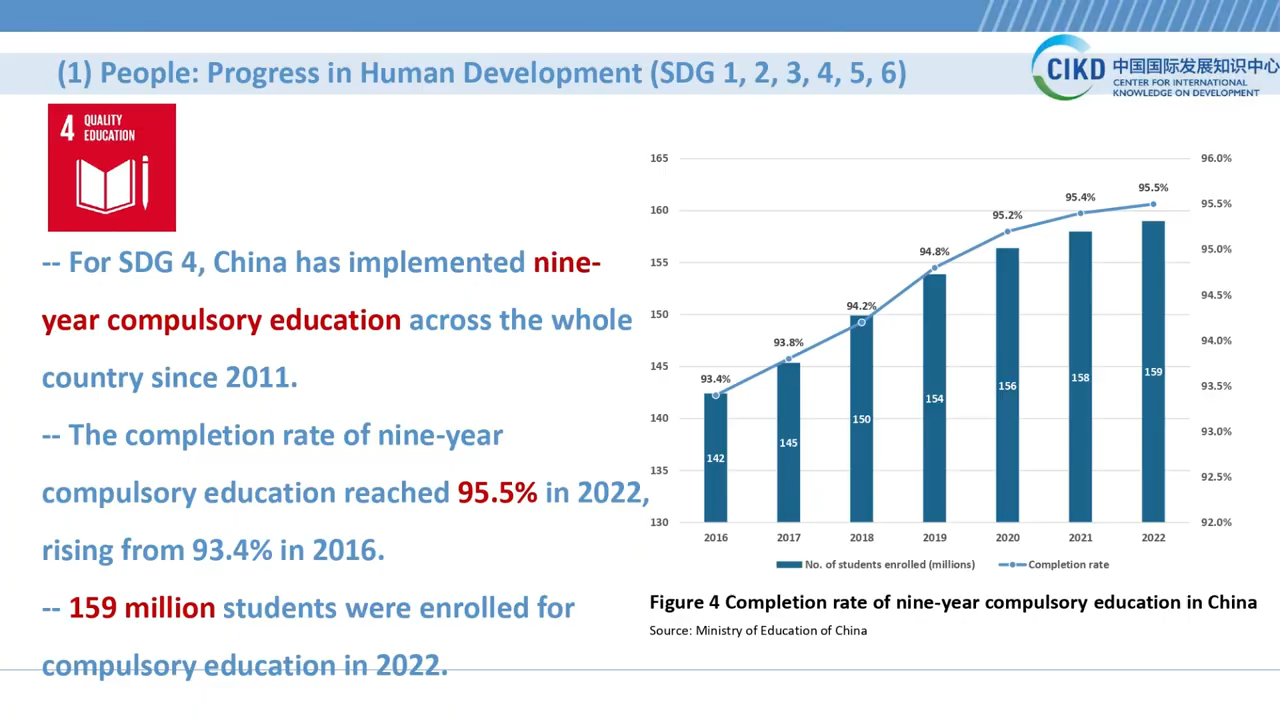 (1) People: Progress in Human Development (SDG 1, 2, 3, 4, 5, 6)
CIKD
中国国际发展知识中心
CENTER FOR INTERNATIONAL
KNOWLEDGE ON DEVELOPMENT
4
QUALITY
EDUCATION
-- For SDG 4, China has implemented nine-
year compulsory education across the whole
country since 2011.
-- The completion rate of nine-year
compulsory education reached 95.5% in 2022,
rising from 93.4% in 2016.
-- 159 million students were enrolled for
compulsory education in 2022.
165
160
155
150
145
140
135
130
96.0%
95.5%
95.0%
94.5%
94.0%
93.5%
93.0%
92.5%
92.0%
93.4%
93.8%
94.2%
94.8%
95.2%
95.4%
95.5%
142
145
150
154
156
158
159
2016 2017 2018 2019 2020 2021 2022
No. of students enrolled (millions) Completion rate
Figure 4 Completion rate of nine-year compulsory education in China
Source: Ministry of Education of China